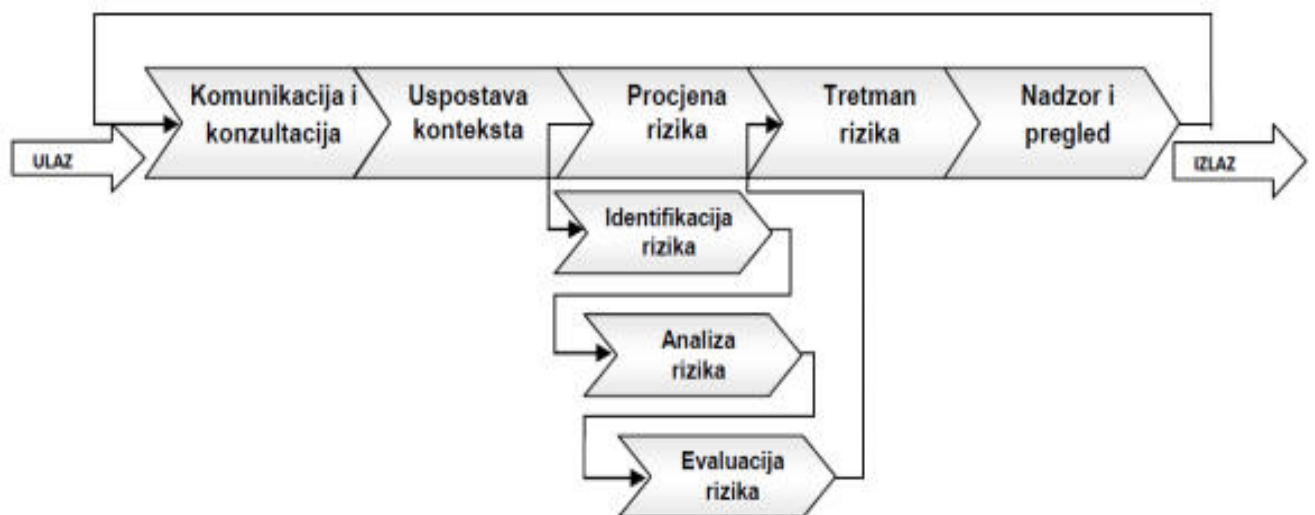 Komunikacija i
konzultacija
Uspostava
konteksta
Procjena
rizika
Tretman
rizika
Nadzor i
pregled
ULAZ
IZLAZ
Identifikacija
rizika
Analiza
rizika
Evaluacija
rizika